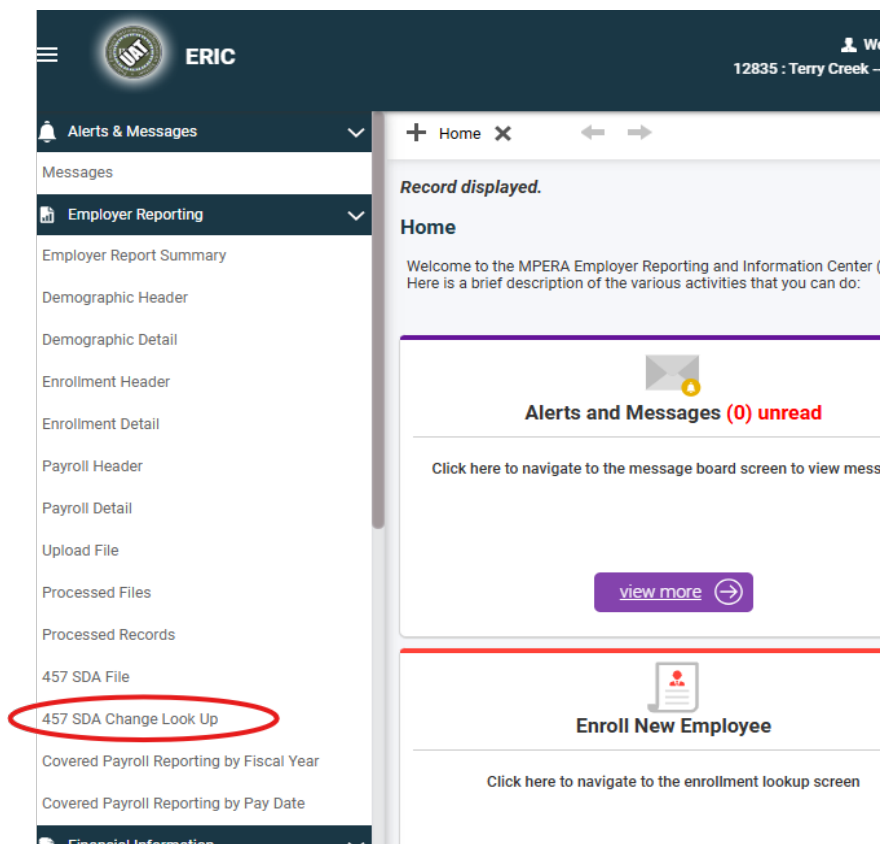 UAT
ERIC
12835 : Terry Creek --
Alerts & Messages
Messages
Employer Reporting
Employer Report Summary
Demographic Header
Demographic Detail
Enrollment Header
Enrollment Detail
Payroll Header
Payroll Detail
Upload File
Processed Files
Processed Records
457 SDA File
457 SDA Change Look Up
Covered Payroll Reporting by Fiscal Year
Covered Payroll Reporting by Pay Date
Financial Information
Home
Record displayed.
Home
Welcome to the MPERA Employer Reporting and Information Center (
Here is a brief description of the various activities that you can do:
Alerts and Messages (0) unread
Click here to navigate to the message board screen to view mess
view more
Enroll New Employee
Click here to navigate to the enrollment lookup screen